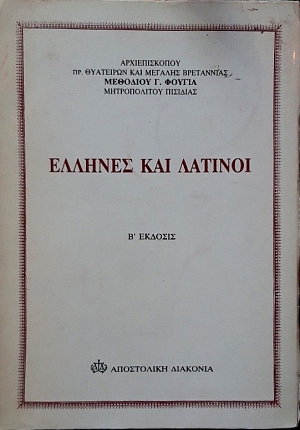 ΑΡΧΙΕΠΙΣΚΟΠΟΥ
ΠΡ. ΘΥΑΤΕΙΡΩΝ ΚΑΙ ΜΕΓΑΛΗΣ ΒΡΕΤΑΝΝΙΑΣ
ΜΕΘΟΔΙΟΥ Γ. ΦΟΥΓΙΑ
ΜΗΤΡΟΠΟΛΙΤΟΥ ΠΙΣΙΔΙΑΣ
ΕΛΛΗΝΕΣ ΚΑΙ ΛΑΤΙΝΟΙ
Β' ΕΚΔΟΣΙΣ
ΑΠΟΣΤΟΛΙΚΗ ΔΙΑΚΟΝΙΑ